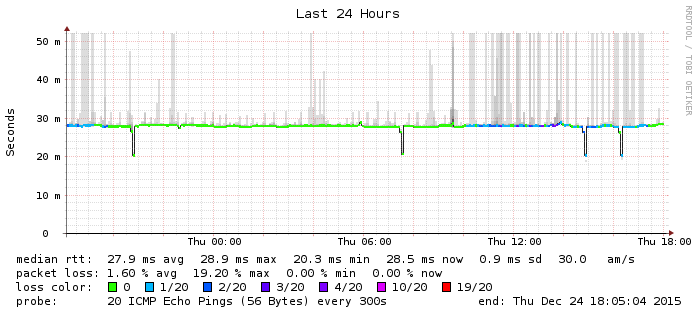 Last 24 Hours
RRDTOOL / TOBI OETIKER
Seconds
50 m
40 m
30 m
20 m
10 m
0
Thu 00:00 Thu 06:00 Thu 12:00 Thu 18:00
median rtt: 27.9 ms avg 28.9 ms max 20.3 ms min 28.5 ms now 0.9 ms sd 30.0 am/s
packet loss: 1.60 % avg 19.20 % max 0.00 % min 0.00 % now
loss color: 0 1/20 2/20 3/20 4/20 10/20 19/20
probe: 20 ICMP Echo Pings (56 Bytes) every 300s end: Thu Dec 24 18:05:04 2015